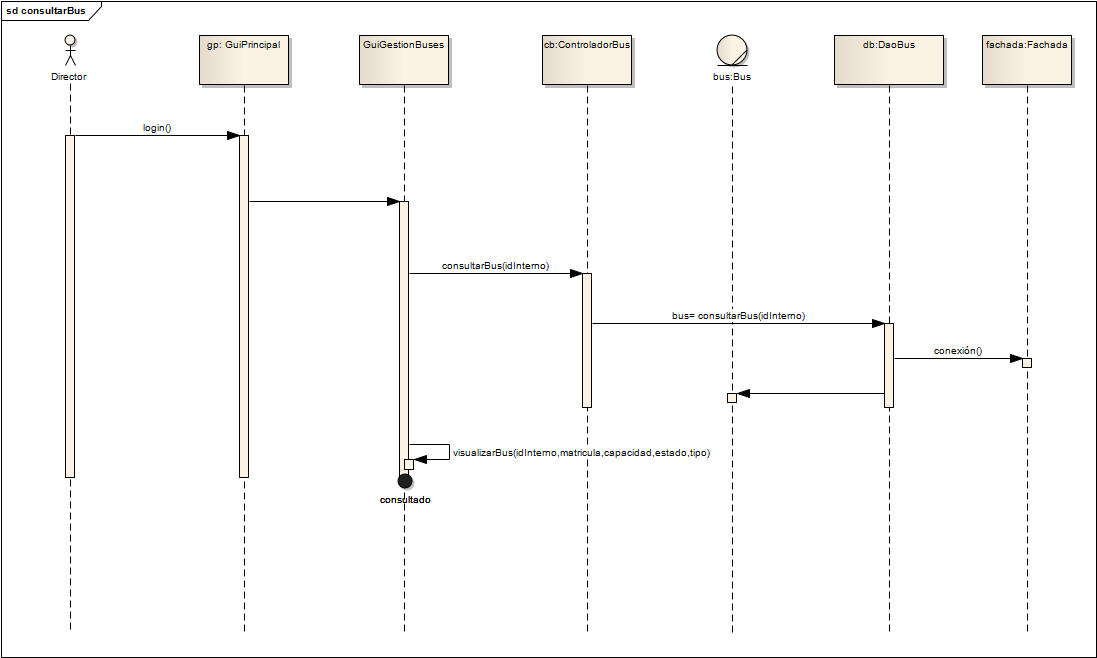 sd consultarBus
Director
gp: GuiPrincipal
GuiGestionBuses
cb:ControladorBus
bus:Bus
db:DaoBus
fachada:Fachada
login()
consultarBus(idInterno)
bus= consultarBus(idInterno)
conexión()
visualizarBus(idInterno,matricula,capacidad,estado,tipo)
consultado